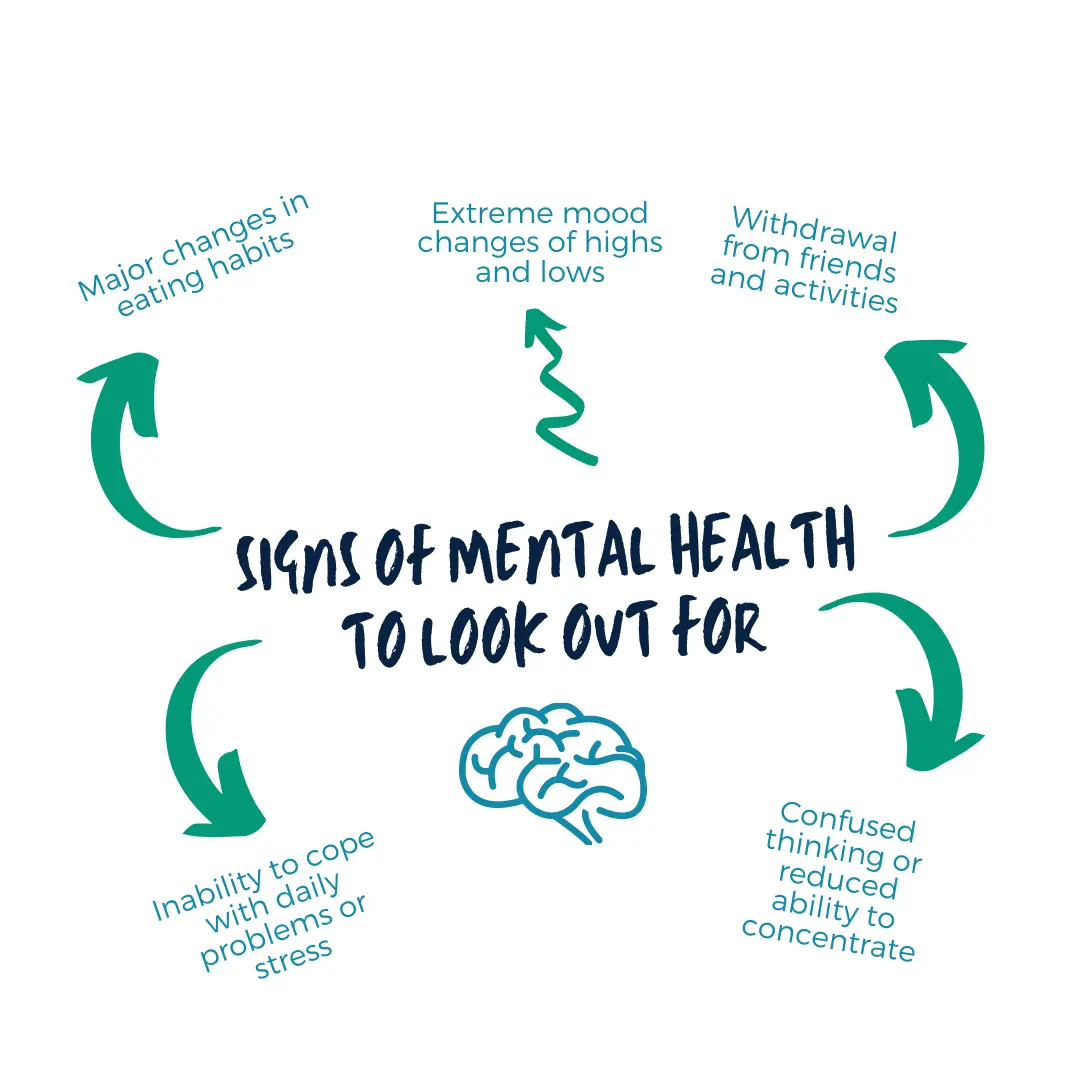 Major changes in
eating habits
Extreme mood
changes of highs
and lows
Withdrawal
from friends
and activities
SIGNS OF MENTAL HEALTH
TO LOOK OUT FOR
Inability to cope
with daily
problems or
stress
Confused
thinking or
reduced
ability to
concentrate